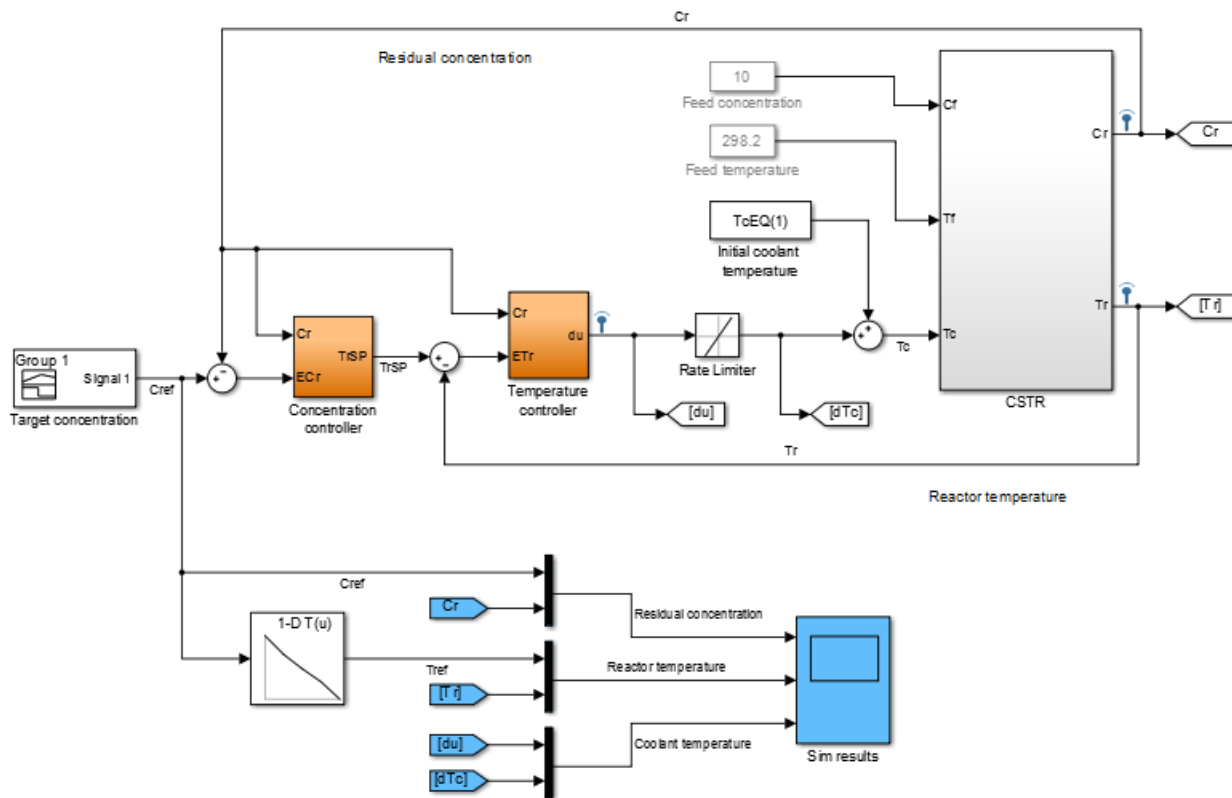 Cr
Residual concentration
10
Feed concentration
298.2
Feed temperature
TcEQ(1)
Initial coolant
temperature
Cf
Tf
Tc
Cr
Tr
CSTR
Cr
[Tr]
Group 1
Signal 1
Target concentration
Cref
+
-
Cr
ECr
TrSP
Concentration
controller
TrSP
+
-
Cr
ETr
du
Temperature
controller
Rate Limiter
[du]
[dTc]
+
+
Tc
Tr
Reactor temperature
Cref
Cr
1-D T(u)
Tref
[Tr]
[du]
[dTc]
Residual concentration
Reactor temperature
Coolant temperature
Sim results